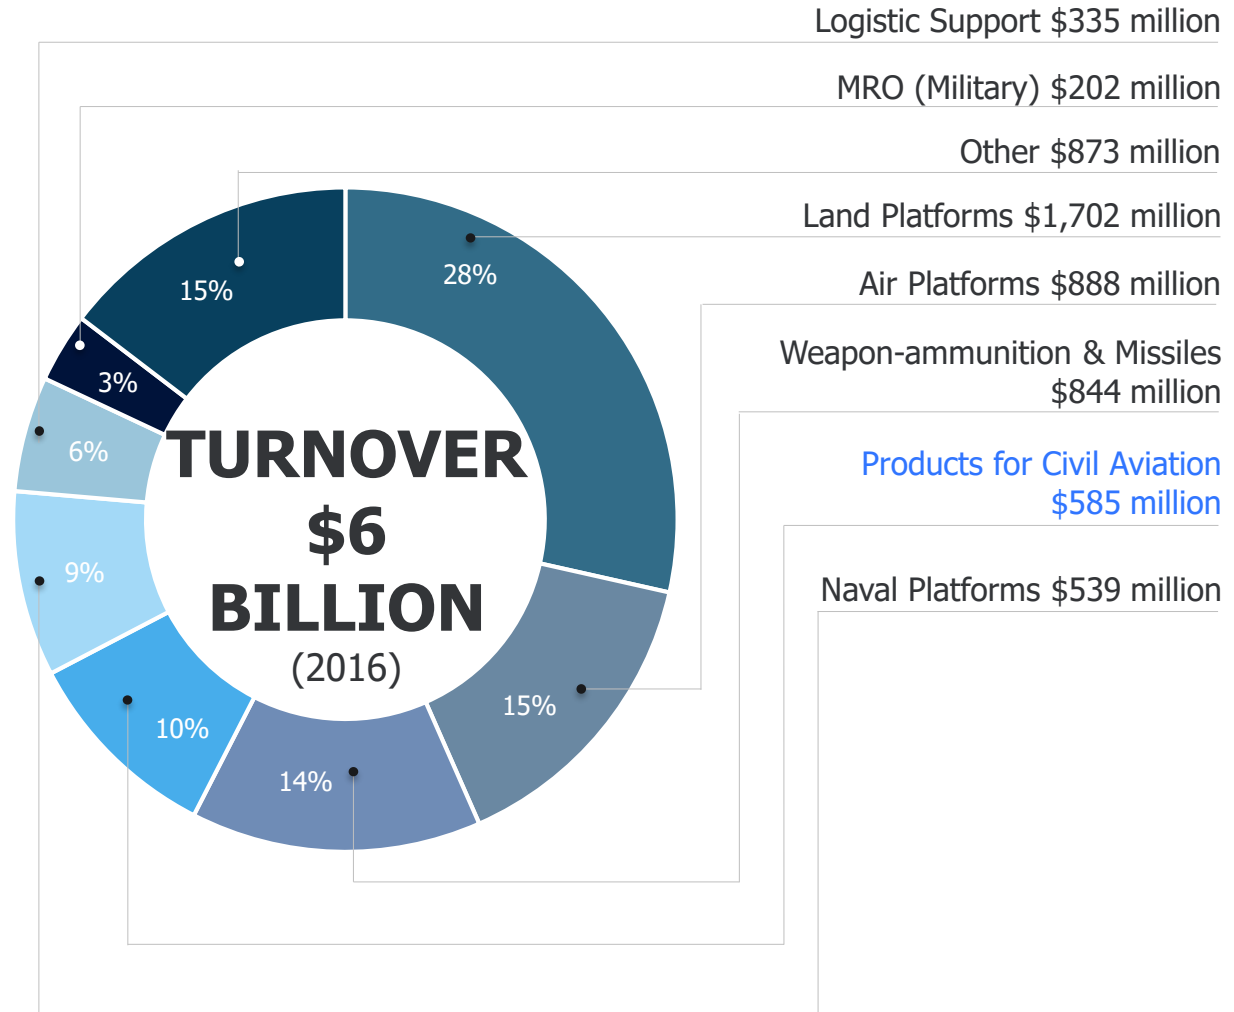 Logistic Support $335 million
MRO (Military) $202 million
Other $873 million
Land Platforms $1,702 million
Air Platforms $888 million
Weapon-ammunition & Missiles
$844 million
Products for Civil Aviation
$585 million
Naval Platforms $539 million
28%
15%
14%
10%
9%
6%
3%
15%
TURNOVER
$6
BILLION
(2016)